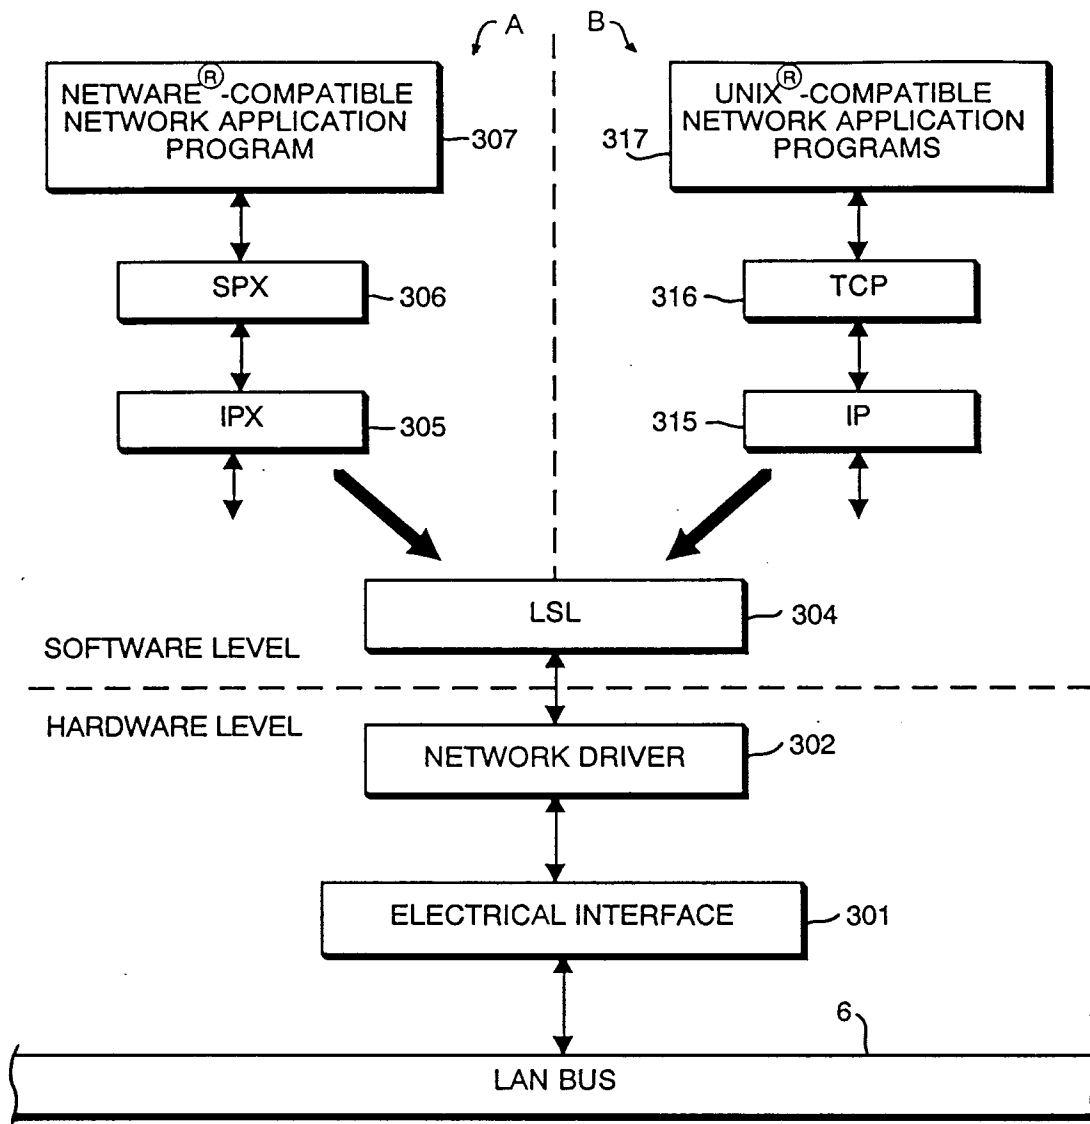 A
B
NETWARE®-COMPATIBLE
NETWORK APPLICATION
PROGRAM
307
UNIX®-COMPATIBLE
NETWORK APPLICATION
PROGRAMS
317
SPX
306
316
TCP
IPX
305
315
IP
LSL
304
SOFTWARE LEVEL
HARDWARE LEVEL
NETWORK DRIVER
302
ELECTRICAL INTERFACE
301
6
LAN BUS